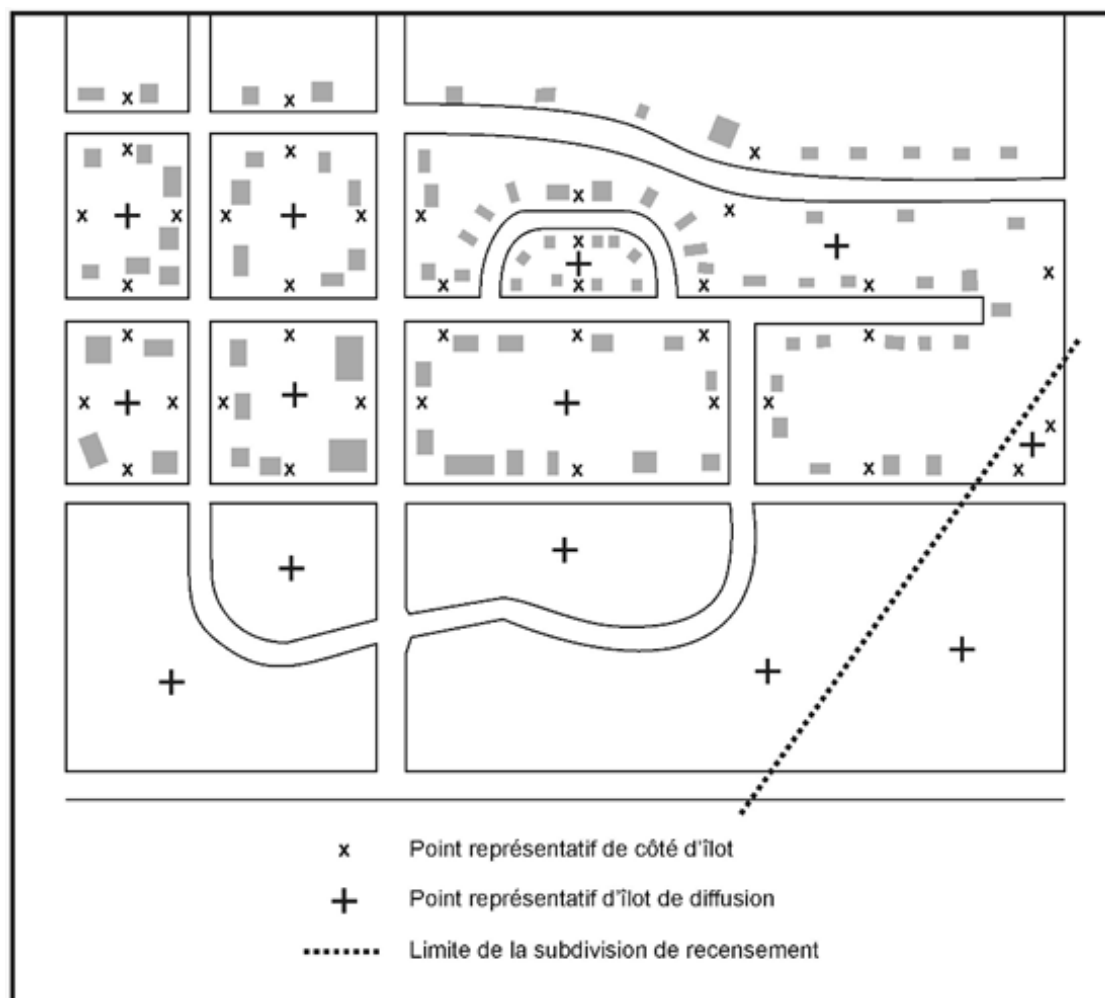 x Point représentatif de côté d'îlot
+ Point représentatif d'îlot de diffusion
Limite de la subdivision de recensement